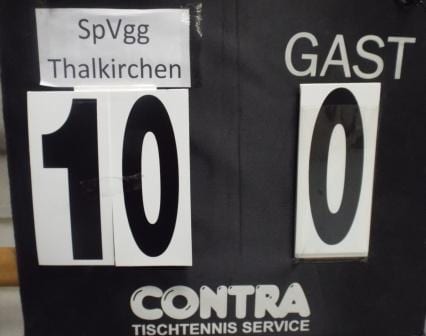 SpVgg
Thalkirchen
GAST
10
0
CONTRA
TISCHTENNIS SERVICE